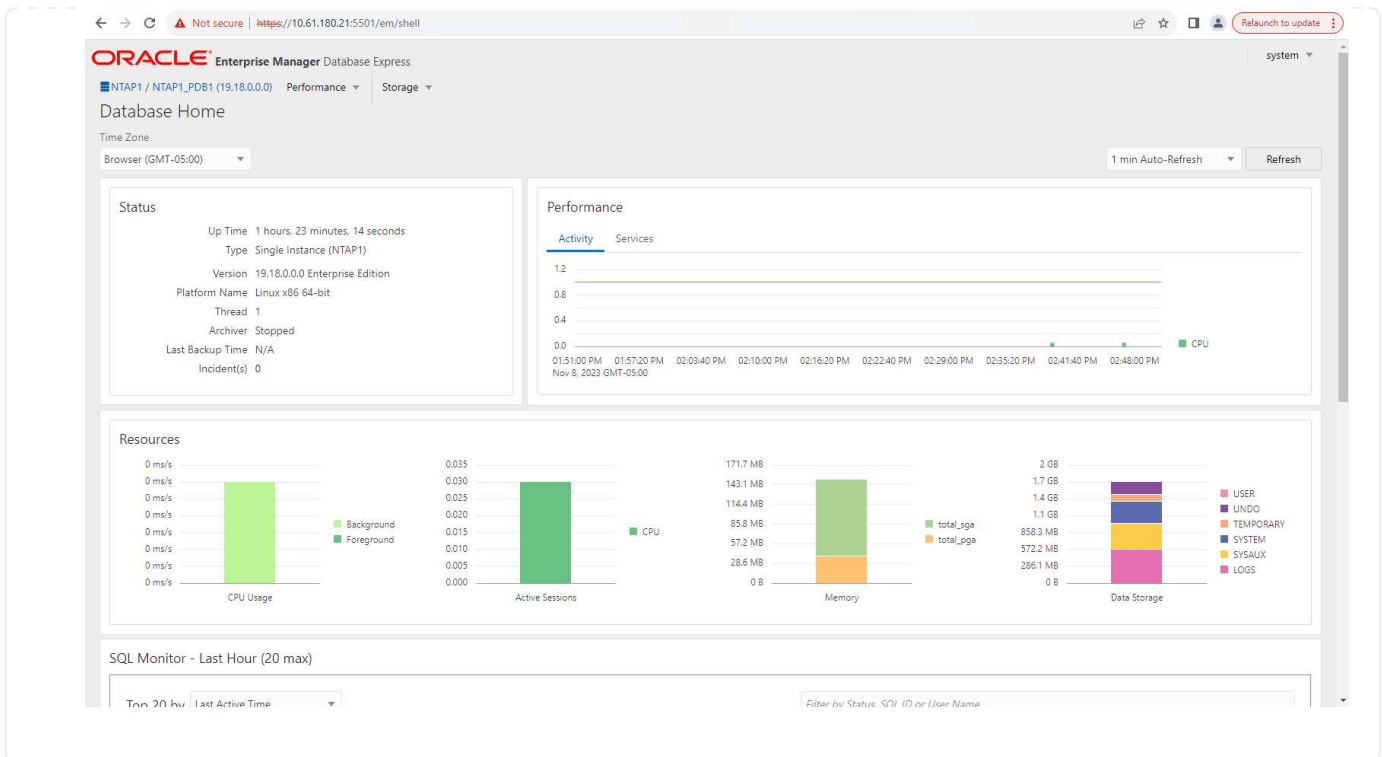 Not secure | https://10.61.180.21:5501/em/shell
Relaunch to update
ORACLE Enterprise Manager Database Express
system
NTAP1 / NTAP1_PDB1 (19.18.0.0.0) Performance Storage
Database Home
Time Zone
Browser (GMT-05:00)
1 min Auto-Refresh Refresh
Status
Up Time 1 hours, 23 minutes, 14 seconds
Type Single Instance (NTAP1)
Version 19.18.0.0.0 Enterprise Edition
Platform Name Linux x86 64-bit
Thread 1
Archiver Stopped
Last Backup Time N/A
Incident(s) 0
Performance
Activity Services
1.2
0.8
0.4
0.0
CPU
01:51:00 PM 01:57:20 PM 02:03:40 PM 02:10:00 PM 02:16:20 PM 02:22:40 PM 02:29:00 PM 02:35:20 PM 02:41:40 PM 02:48:00 PM
Nov 8, 2023 GMT-05:00
Resources
0 ms/s
0 ms/s
0 ms/s
0 ms/s
0 ms/s
0 ms/s
0 ms/s
0 ms/s
Background
Foreground
CPU Usage
0.035
0.030
0.025
0.020
0.015
0.010
0.005
0.000
CPU
Active Sessions
171.7 MB
143.1 MB
114.4 MB
85.8 MB
57.2 MB
28.6 MB
0 B
total_sga
total_pga
Memory
2 GB
1.7 GB
1.4 GB
1.1 GB
858.3 MB
572.2 MB
286.1 MB
0 B
USER
UNDO
TEMPORARY
SYSTEM
SYSAUX
LOGS
Data Storage
SQL Monitor - Last Hour (20 max)
Top 20 by Last Active Time
Filter by Status, SQL ID or User Name